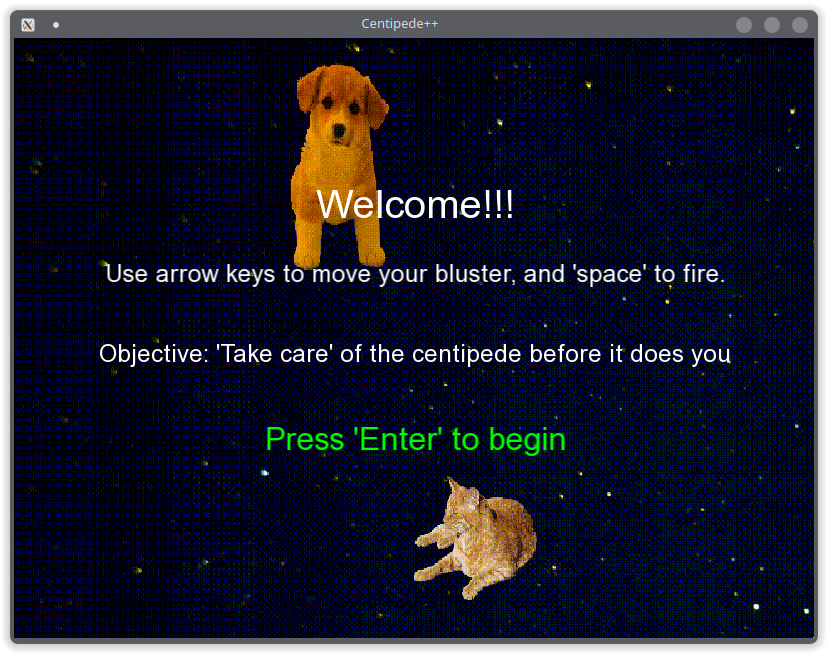 Centipede++
Welcome!!!
Use arrow keys to move your bluster, and 'space' to fire.
Objective: 'Take care' of the centipede before it does you
Press 'Enter' to begin